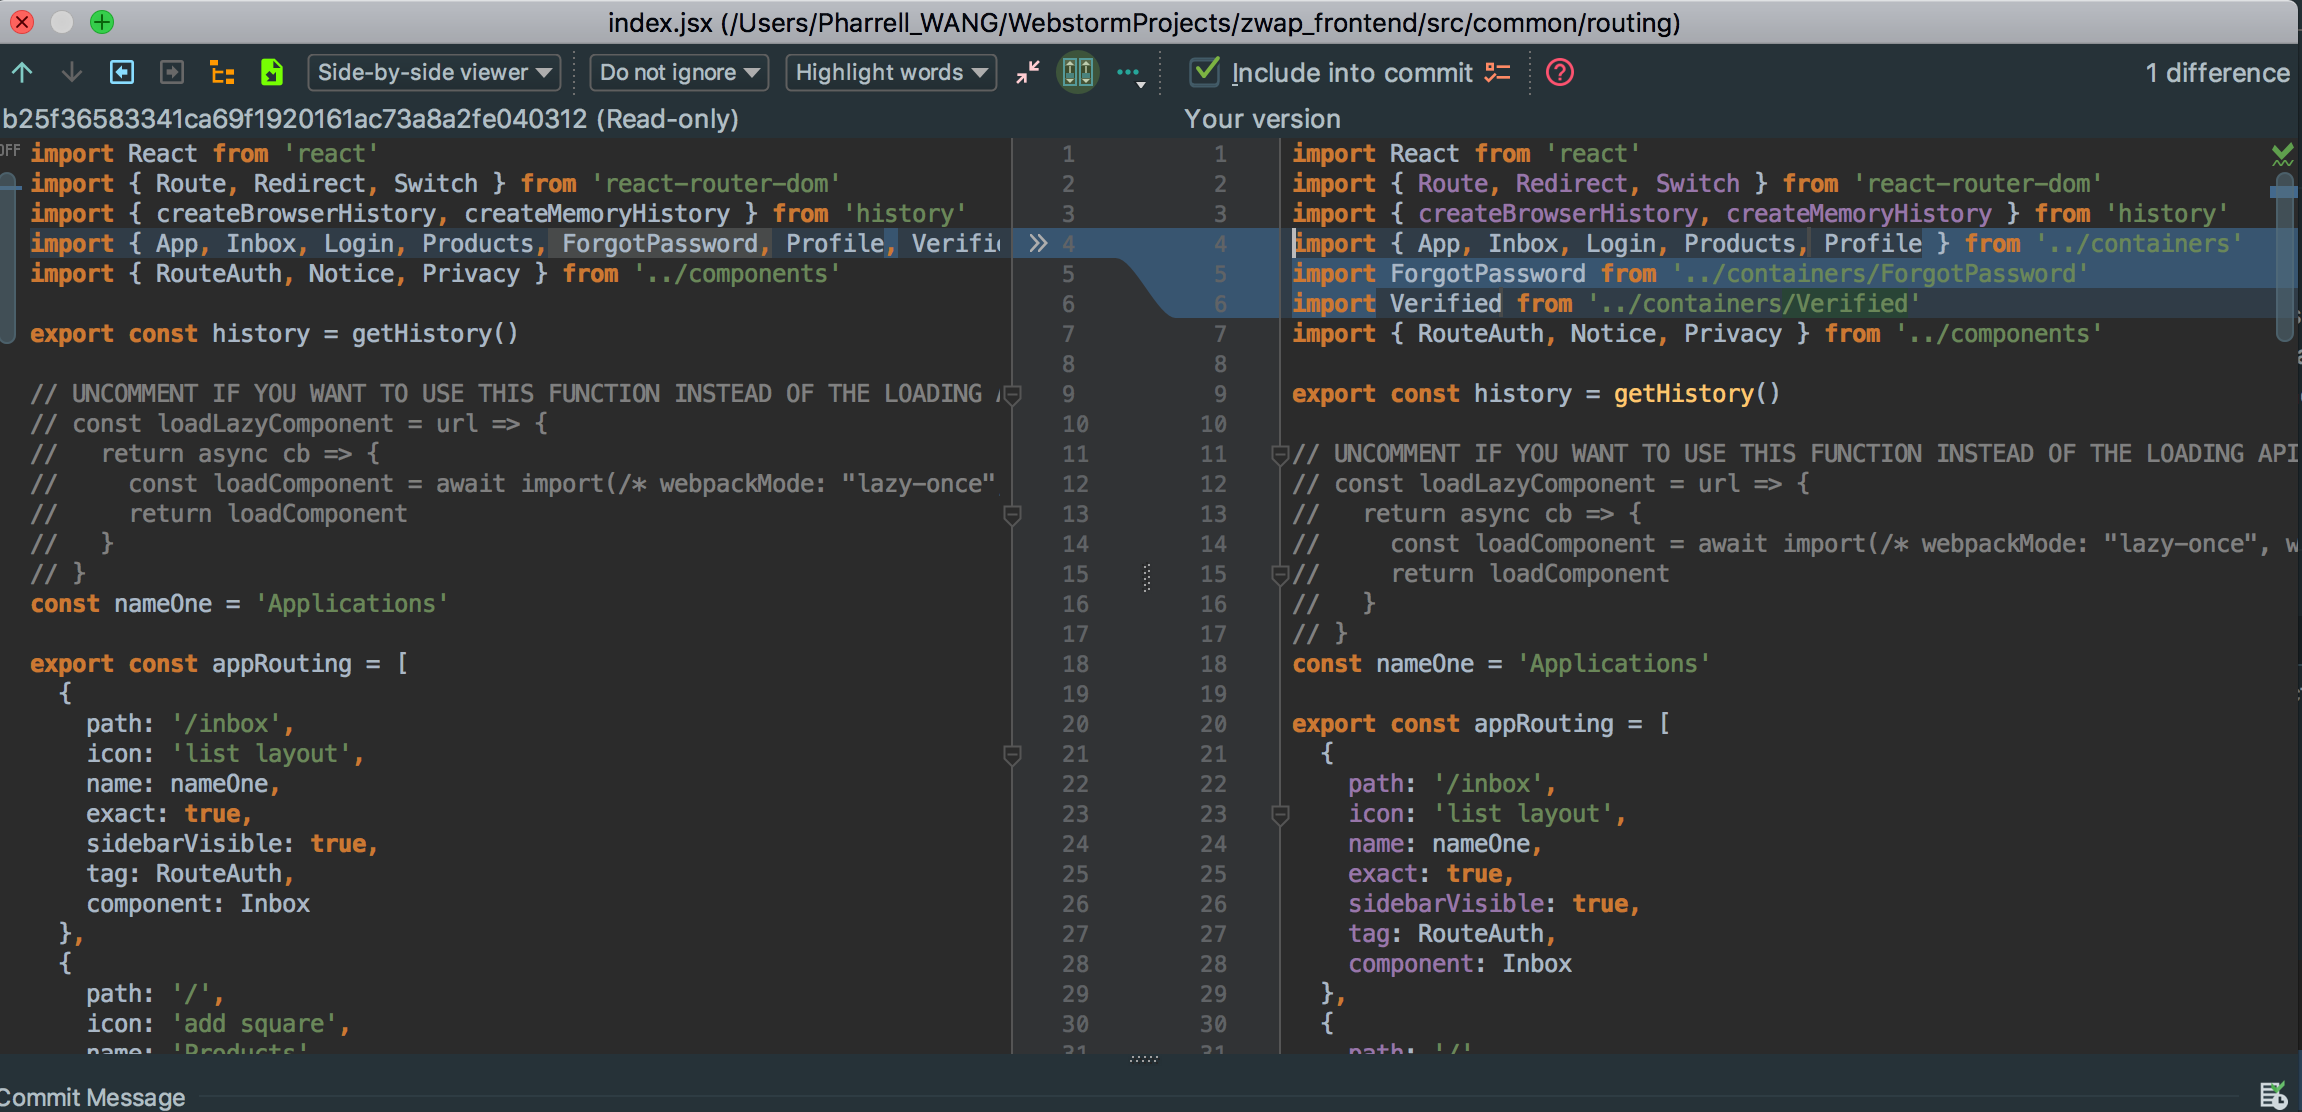 index.jsx (/Users/Pharrell_WANG/WebstormProjects/zwap_frontend/src/common/routing)
Side-by-side viewer Do not ignore Highlight words Include into commit 1 difference
b25f36583341ca69f1920161ac73a8a2fe040312 (Read-only)
Your version
OFF
import React from 'react'
import { Route, Redirect, Switch } from 'react-router-dom'
import { createBrowserHistory, createMemoryHistory } from 'history'
import { App, Inbox, Login, Products, ForgotPassword, Profile, Verifi
import { RouteAuth, Notice, Privacy } from '../components'
export const history = getHistory()
// UNCOMMENT IF YOU WANT TO USE THIS FUNCTION INSTEAD OF THE LOADING
// const loadLazyComponent = url => {
//   return async cb => {
//     const loadComponent = await import(/* webpackMode: "lazy-once"
//     return loadComponent
//   }
// }
const nameOne = 'Applications'
export const appRouting = [
  {
    path: '/inbox',
    icon: 'list layout',
    name: nameOne,
    exact: true,
    sidebarVisible: true,
    tag: RouteAuth,
    component: Inbox
  },
  {
    path: '/',
    icon: 'add square',
    name: 'Products'
1 1
2 2
3 3
4 4
5 5
6 6
7 7
8 8
9 9
10 10
11 11
12 12
13 13
14 14
15 15
16 16
17 17
18 18
19 19
20 20
21 21
22 22
23 23
24 24
25 25
26 26
27 27
28 28
29 29
30 30
31 31
import React from 'react'
import { Route, Redirect, Switch } from 'react-router-dom'
import { createBrowserHistory, createMemoryHistory } from 'history'
import { App, Inbox, Login, Products, Profile } from '../containers'
import ForgotPassword from '../containers/ForgotPassword'
import Verified from '../containers/Verified'
import { RouteAuth, Notice, Privacy } from '../components'
export const history = getHistory()
// UNCOMMENT IF YOU WANT TO USE THIS FUNCTION INSTEAD OF THE LOADING API
// const loadLazyComponent = url => {
//   return async cb => {
//     const loadComponent = await import(/* webpackMode: "lazy-once", w
//     return loadComponent
//   }
// }
const nameOne = 'Applications'
export const appRouting = [
  {
    path: '/inbox',
    icon: 'list layout',
    name: nameOne,
    exact: true,
    sidebarVisible: true,
    tag: RouteAuth,
    component: Inbox
  },
  {
    path: '/'
Commit Message